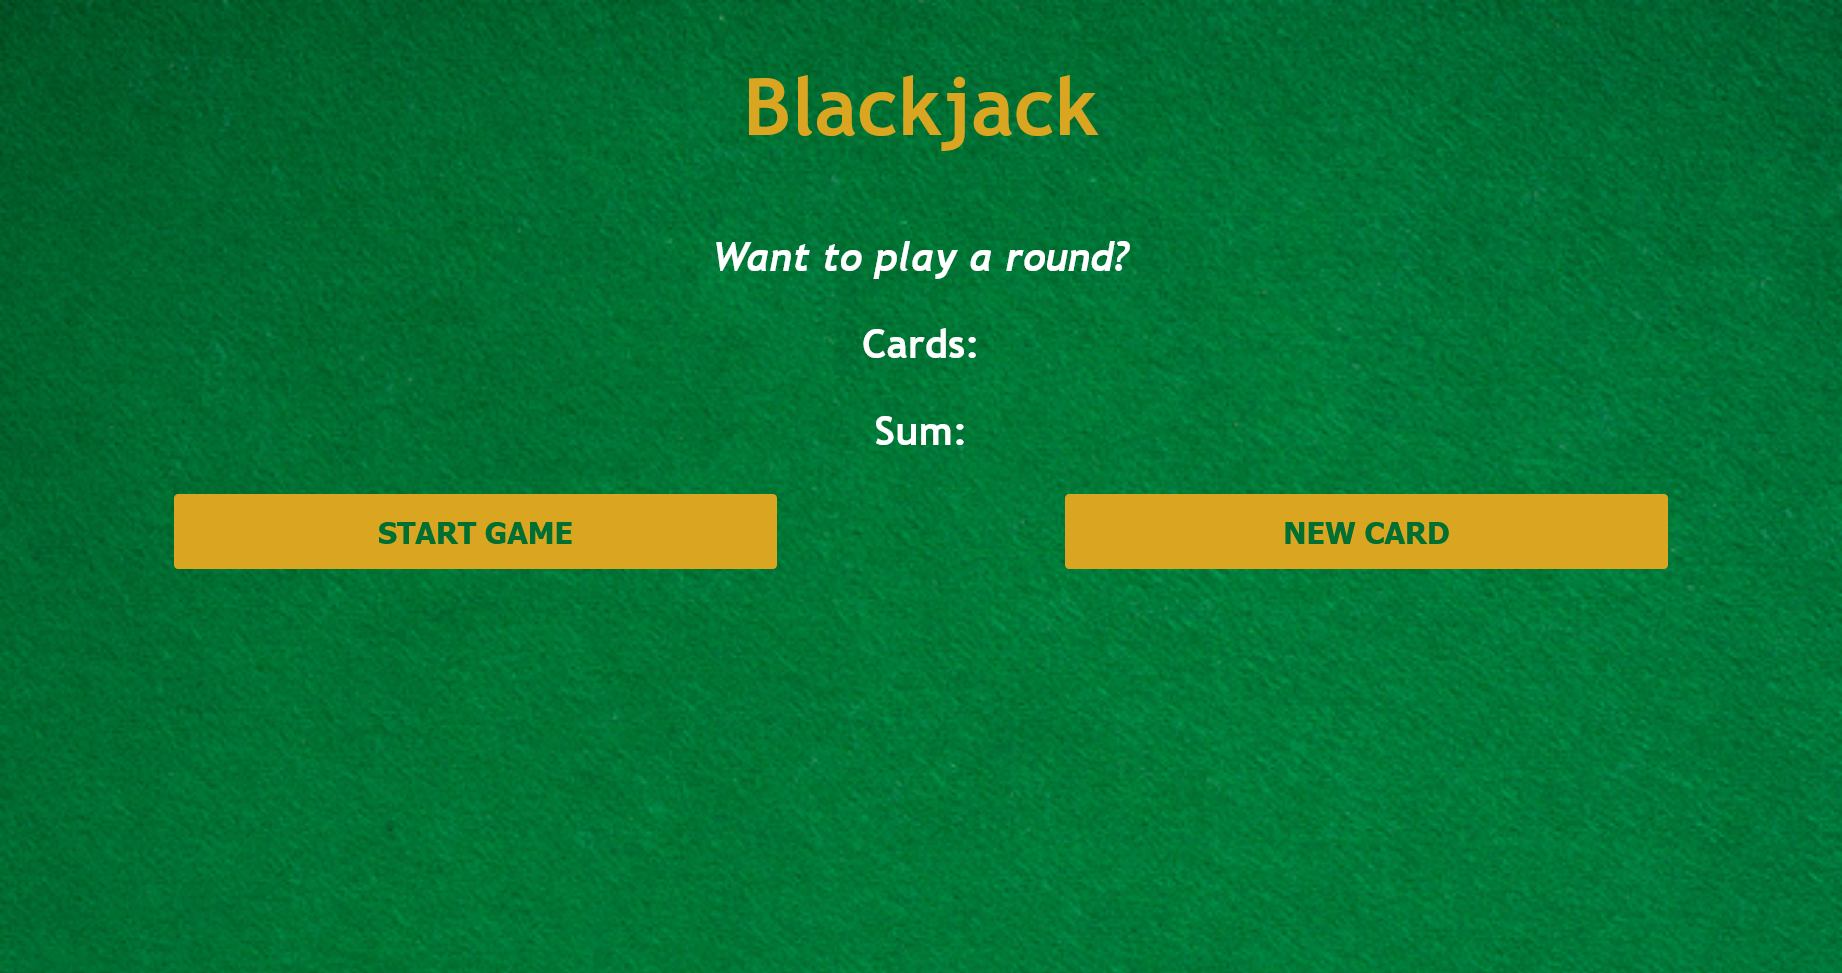 Blackjack
Want to play a round?
Cards:
Sum:
START GAME
NEW CARD